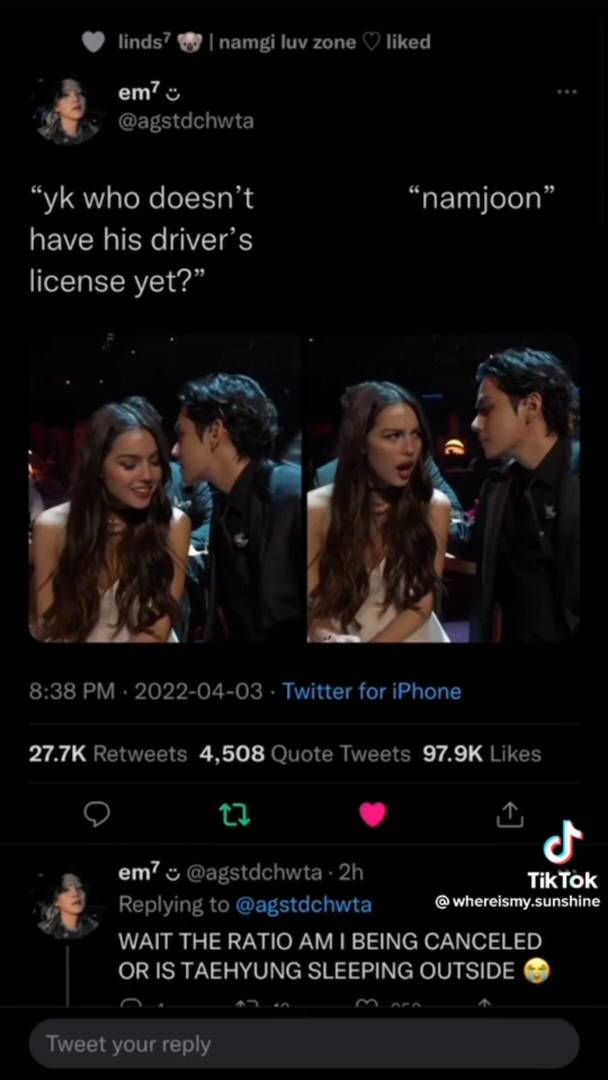 linds⁷ 🐨 | namgi luv zone ♡ liked
em⁷ ت
@agstdchwta
“yk who doesn’t
have his driver’s
license yet?”
“namjoon”
8:38 PM · 2022-04-03 · Twitter for iPhone
27.7K Retweets 4,508 Quote Tweets 97.9K Likes
TikTok
@whereismy.sunshine
em⁷ ت @agstdchwta · 2h
Replying to @agstdchwta
WAIT THE RATIO AM I BEING CANCELED
OR IS TAEHYUNG SLEEPING OUTSIDE 😭
Tweet your reply